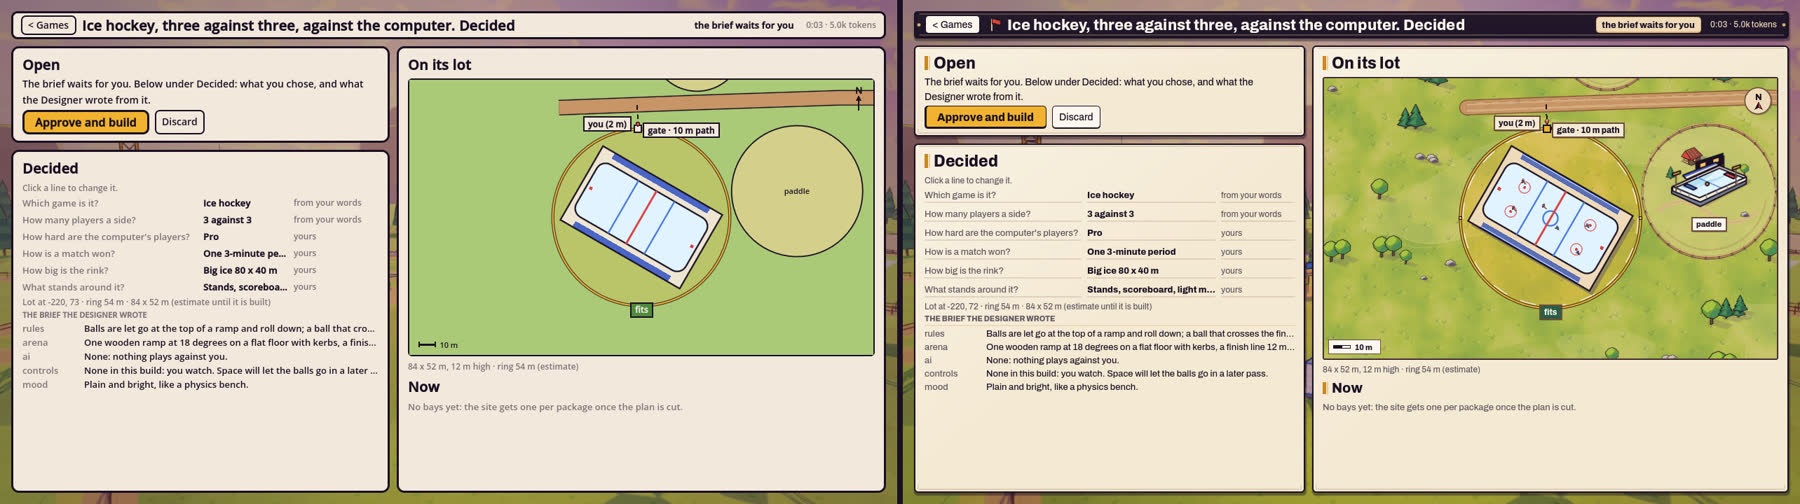 < Games
Ice hockey, three against three, against the computer. Decided
the brief waits for you
0:03 · 5.0k tokens
Open
The brief waits for you. Below under Decided: what you chose, and what
the Designer wrote from it.
Approve and build
Discard
Decided
Click a line to change it.
Which game is it? Ice hockey from your words
How many players a side? 3 against 3 from your words
How hard are the computer's players? Pro yours
How is a match won? One 3-minute pe... yours
How big is the rink? Big ice 80 x 40 m yours
What stands around it? Stands, scoreboa... yours
Lot at -220, 73 · ring 54 m · 84 x 52 m (estimate until it is built)
THE BRIEF THE DESIGNER WROTE
rules Balls are let go at the top of a ramp and roll down; a ball that cro...
arena One wooden ramp at 18 degrees on a flat floor with kerbs, a finis...
ai None: nothing plays against you.
controls None in this build: you watch. Space will let the balls go in a later ...
mood Plain and bright, like a physics bench.
On its lot
N
you (2 m)
gate · 10 m path
paddle
fits
10 m
84 x 52 m, 12 m high · ring 54 m (estimate)
Now
No bays yet: the site gets one per package once the plan is cut.
< Games
Ice hockey, three against three, against the computer. Decided
the brief waits for you
0:03 · 5.0k tokens
Open
The brief waits for you. Below under Decided: what you chose, and what the
Designer wrote from it.
Approve and build
Discard
Decided
Click a line to change it.
Which game is it? Ice hockey from your words
How many players a side? 3 against 3 from your words
How hard are the computer's players? Pro yours
How is a match won? One 3-minute period yours
How big is the rink? Big ice 80 x 40 m yours
What stands around it? Stands, scoreboard, light m... yours
Lot at -220, 72 · ring 54 m · 84 x 52 m (estimate until it is built)
THE BRIEF THE DESIGNER WROTE
rules Balls are let go at the top of a ramp and roll down; a ball that crosses the fin...
arena One wooden ramp at 18 degrees on a flat floor with kerbs, a finish line 12 m...
ai None: nothing plays against you.
controls None in this build: you watch. Space will let the balls go in a later pass.
mood Plain and bright, like a physics bench.
On its lot
N
you (2 m)
gate · 10 m path
paddle
fits
10 m
84 x 52 m, 12 m high · ring 54 m (estimate)
Now
No bays yet: the site gets one per package once the plan is cut.